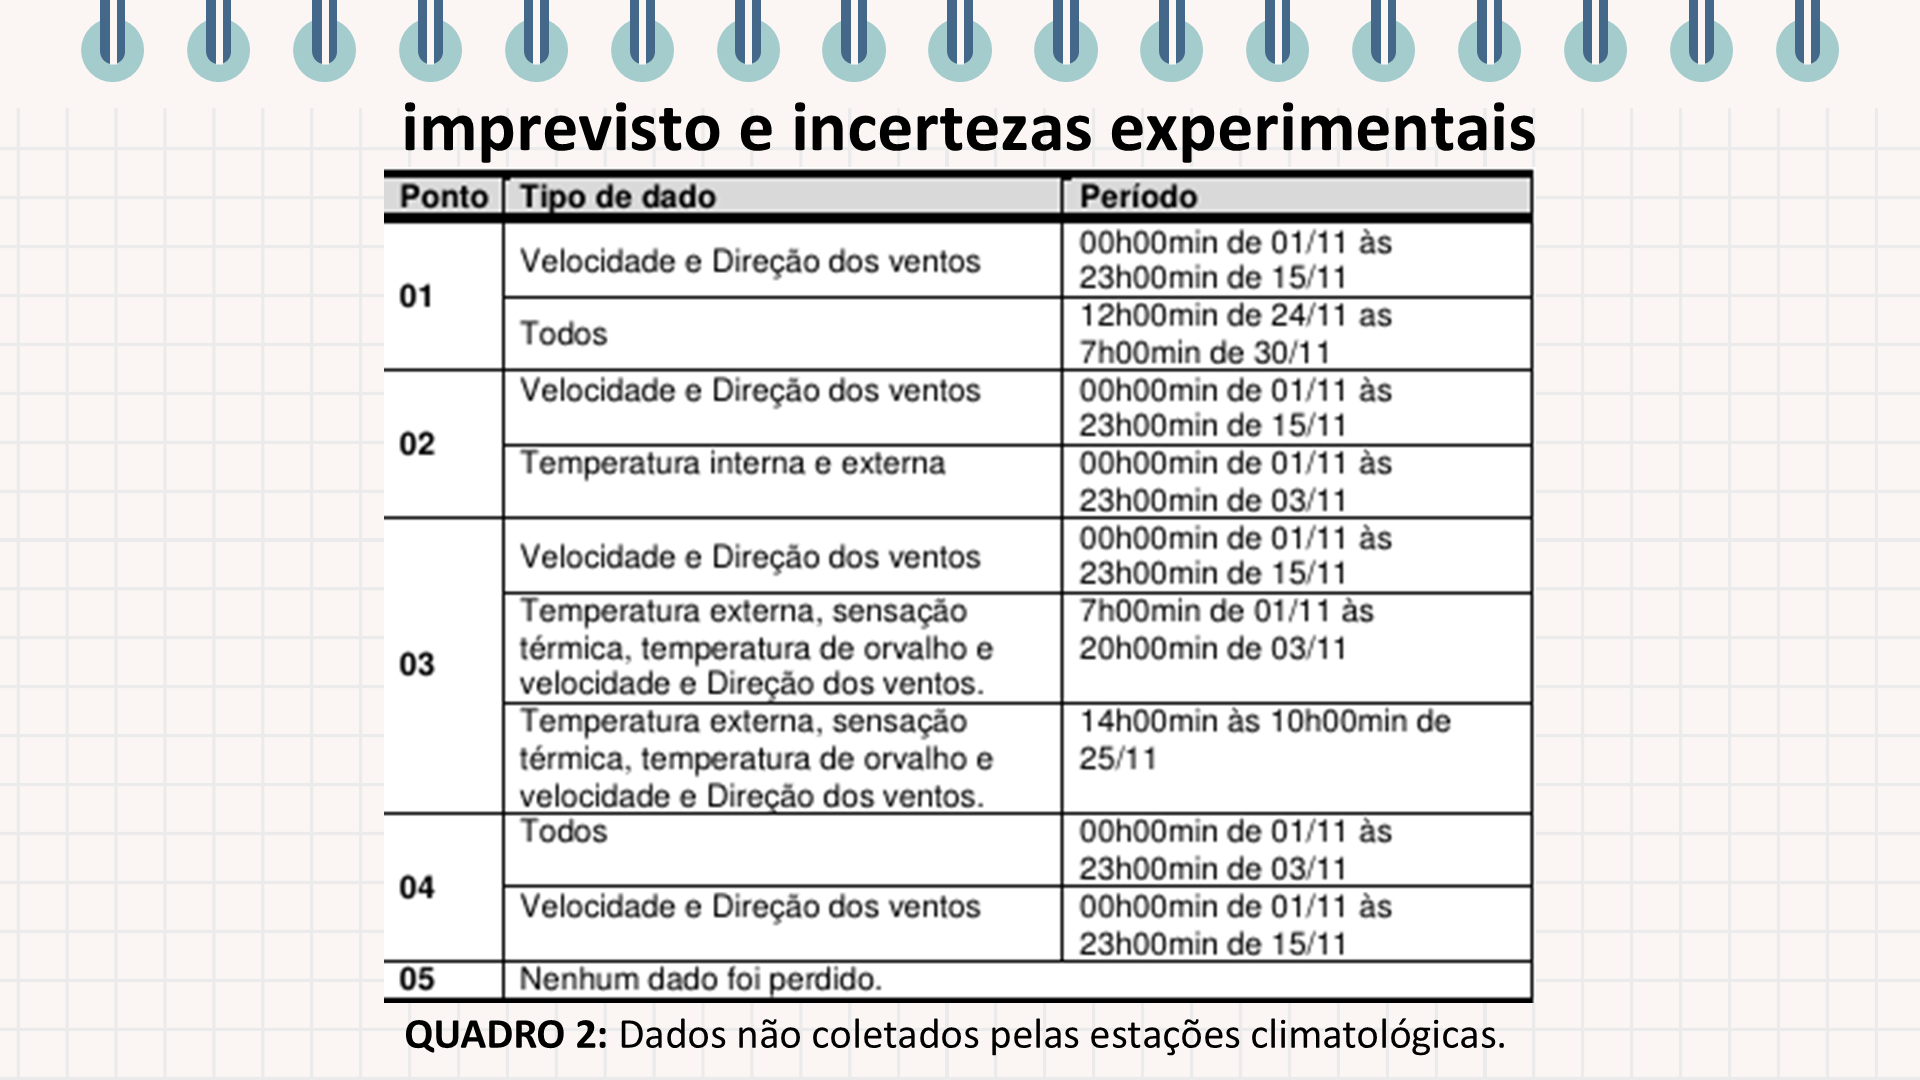 imprevisto e incertezas experimentais
Ponto Tipo de dado Período
01
Velocidade e Direção dos ventos
00h00min de 01/11 às
23h00min de 15/11
Todos
12h00min de 24/11 as
7h00min de 30/11
02
Velocidade e Direção dos ventos
00h00min de 01/11 às
23h00min de 15/11
Temperatura interna e externa
00h00min de 01/11 às
23h00min de 03/11
03
Velocidade e Direção dos ventos
00h00min de 01/11 às
23h00min de 15/11
Temperatura externa, sensação
térmica, temperatura de orvalho e
velocidade e Direção dos ventos.
7h00min de 01/11 às
20h00min de 03/11
Temperatura externa, sensação
térmica, temperatura de orvalho e
velocidade e Direção dos ventos.
14h00min às 10h00min de
25/11
04
Todos
00h00min de 01/11 às
23h00min de 03/11
Velocidade e Direção dos ventos
00h00min de 01/11 às
23h00min de 15/11
05 Nenhum dado foi perdido.
QUADRO 2: Dados não coletados pelas estações climatológicas.